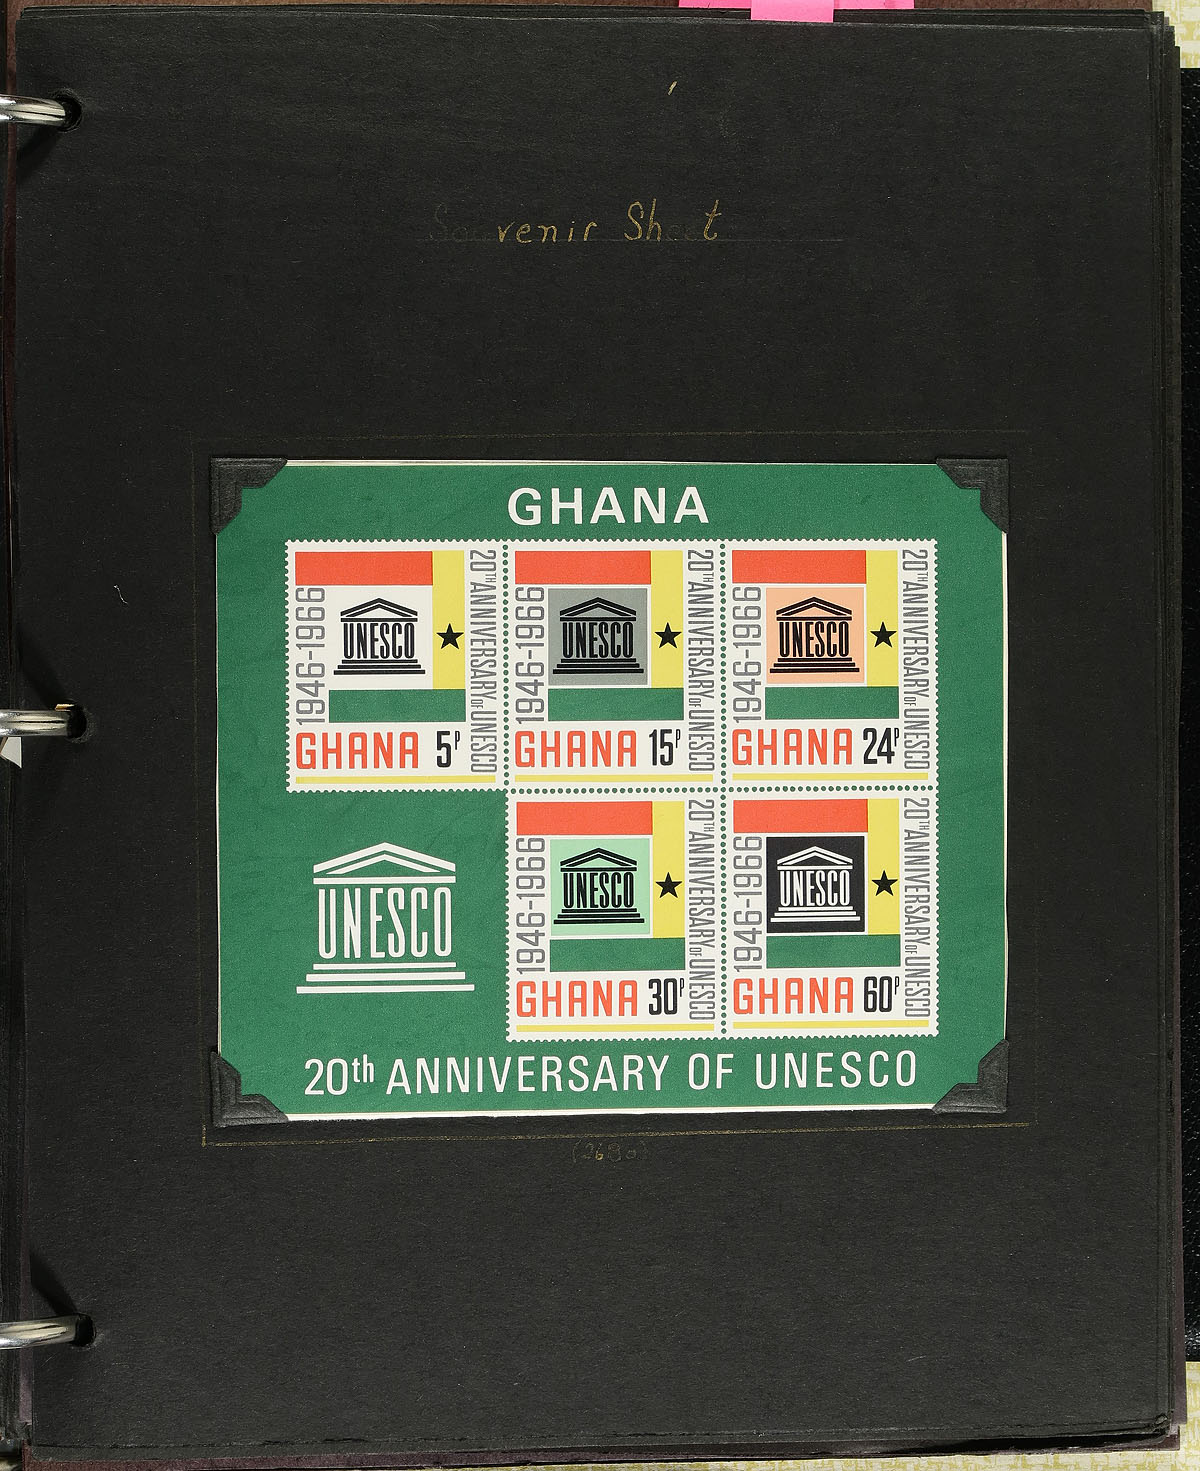 Souvenir Sheet
GHANA
1946-1966
UNESCO
20TH ANNIVERSARY OF UNESCO
GHANA 5P
1946-1966
UNESCO
20TH ANNIVERSARY OF UNESCO
GHANA 15P
1946-1966
UNESCO
20TH ANNIVERSARY OF UNESCO
GHANA 24P
UNESCO
1946-1966
UNESCO
20TH ANNIVERSARY OF UNESCO
GHANA 30P
1946-1966
UNESCO
20TH ANNIVERSARY OF UNESCO
GHANA 60P
20th ANNIVERSARY OF UNESCO